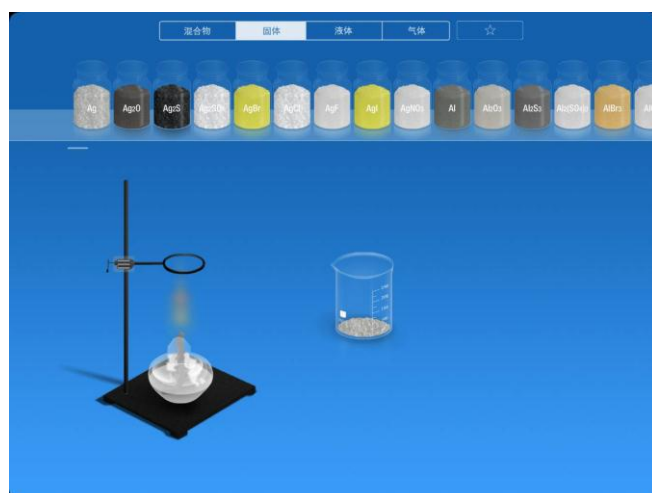 混合物 固体 液体 气体 ☆
Ag Ag₂O Ag₂S Ag₂SO₄ AgBr AgCl AgF AgI AgNO₃ Al Al₂O₃ Al₂S₃ Al₂(SO₄)₃ AlBr₃